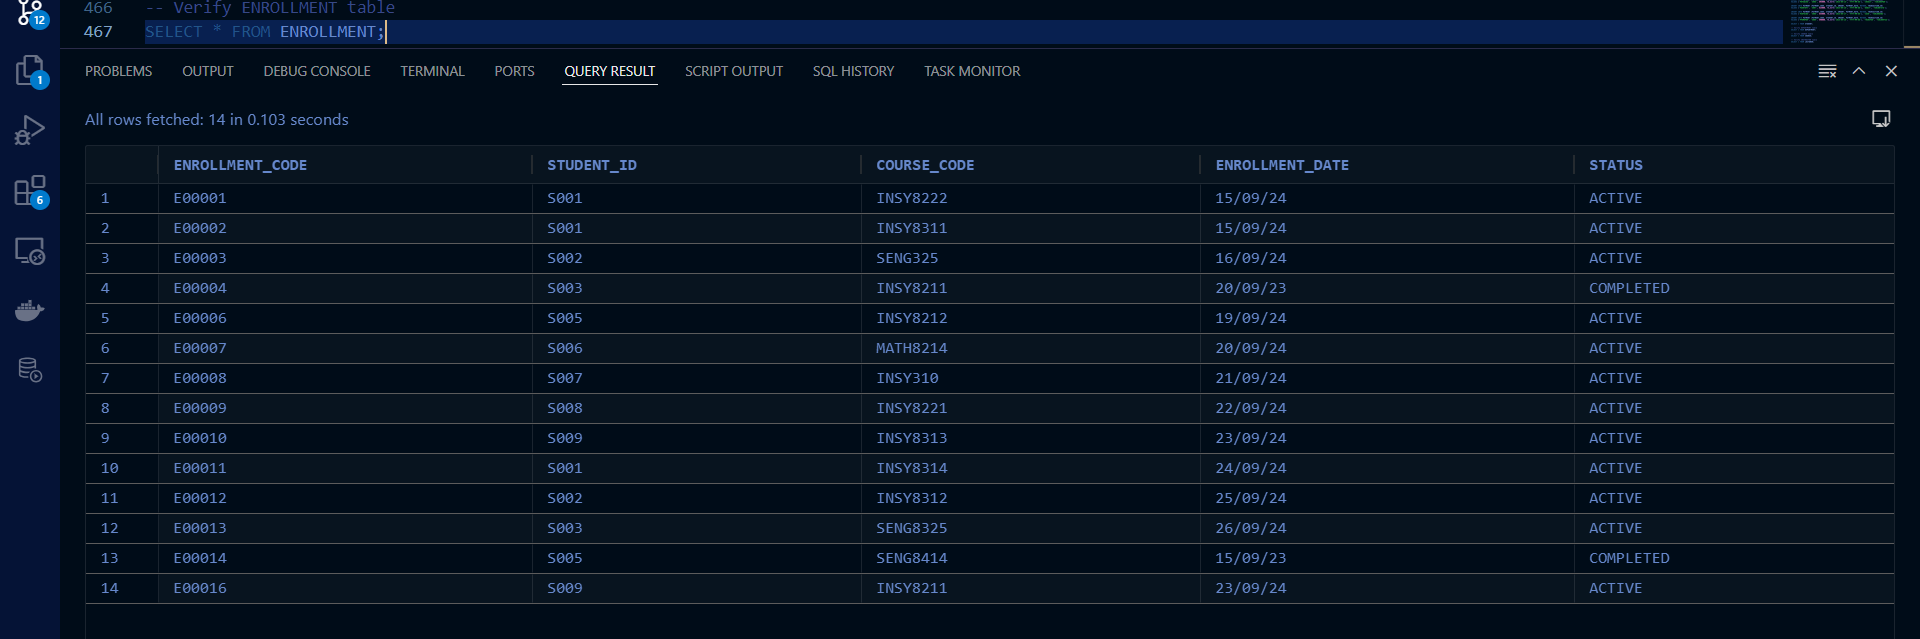 466 -- Verify ENROLLMENT table
467 SELECT * FROM ENROLLMENT;
12
1
6
PROBLEMS OUTPUT DEBUG CONSOLE TERMINAL PORTS QUERY RESULT SCRIPT OUTPUT SQL HISTORY TASK MONITOR
All rows fetched: 14 in 0.103 seconds
ENROLLMENT_CODE STUDENT_ID COURSE_CODE ENROLLMENT_DATE STATUS
1 E00001 S001 INSY8222 15/09/24 ACTIVE
2 E00002 S001 INSY8311 15/09/24 ACTIVE
3 E00003 S002 SENG325 16/09/24 ACTIVE
4 E00004 S003 INSY8211 20/09/23 COMPLETED
5 E00006 S005 INSY8212 19/09/24 ACTIVE
6 E00007 S006 MATH8214 20/09/24 ACTIVE
7 E00008 S007 INSY310 21/09/24 ACTIVE
8 E00009 S008 INSY8221 22/09/24 ACTIVE
9 E00010 S009 INSY8313 23/09/24 ACTIVE
10 E00011 S001 INSY8314 24/09/24 ACTIVE
11 E00012 S002 INSY8312 25/09/24 ACTIVE
12 E00013 S003 SENG8325 26/09/24 ACTIVE
13 E00014 S005 SENG8414 15/09/23 COMPLETED
14 E00016 S009 INSY8211 23/09/24 ACTIVE